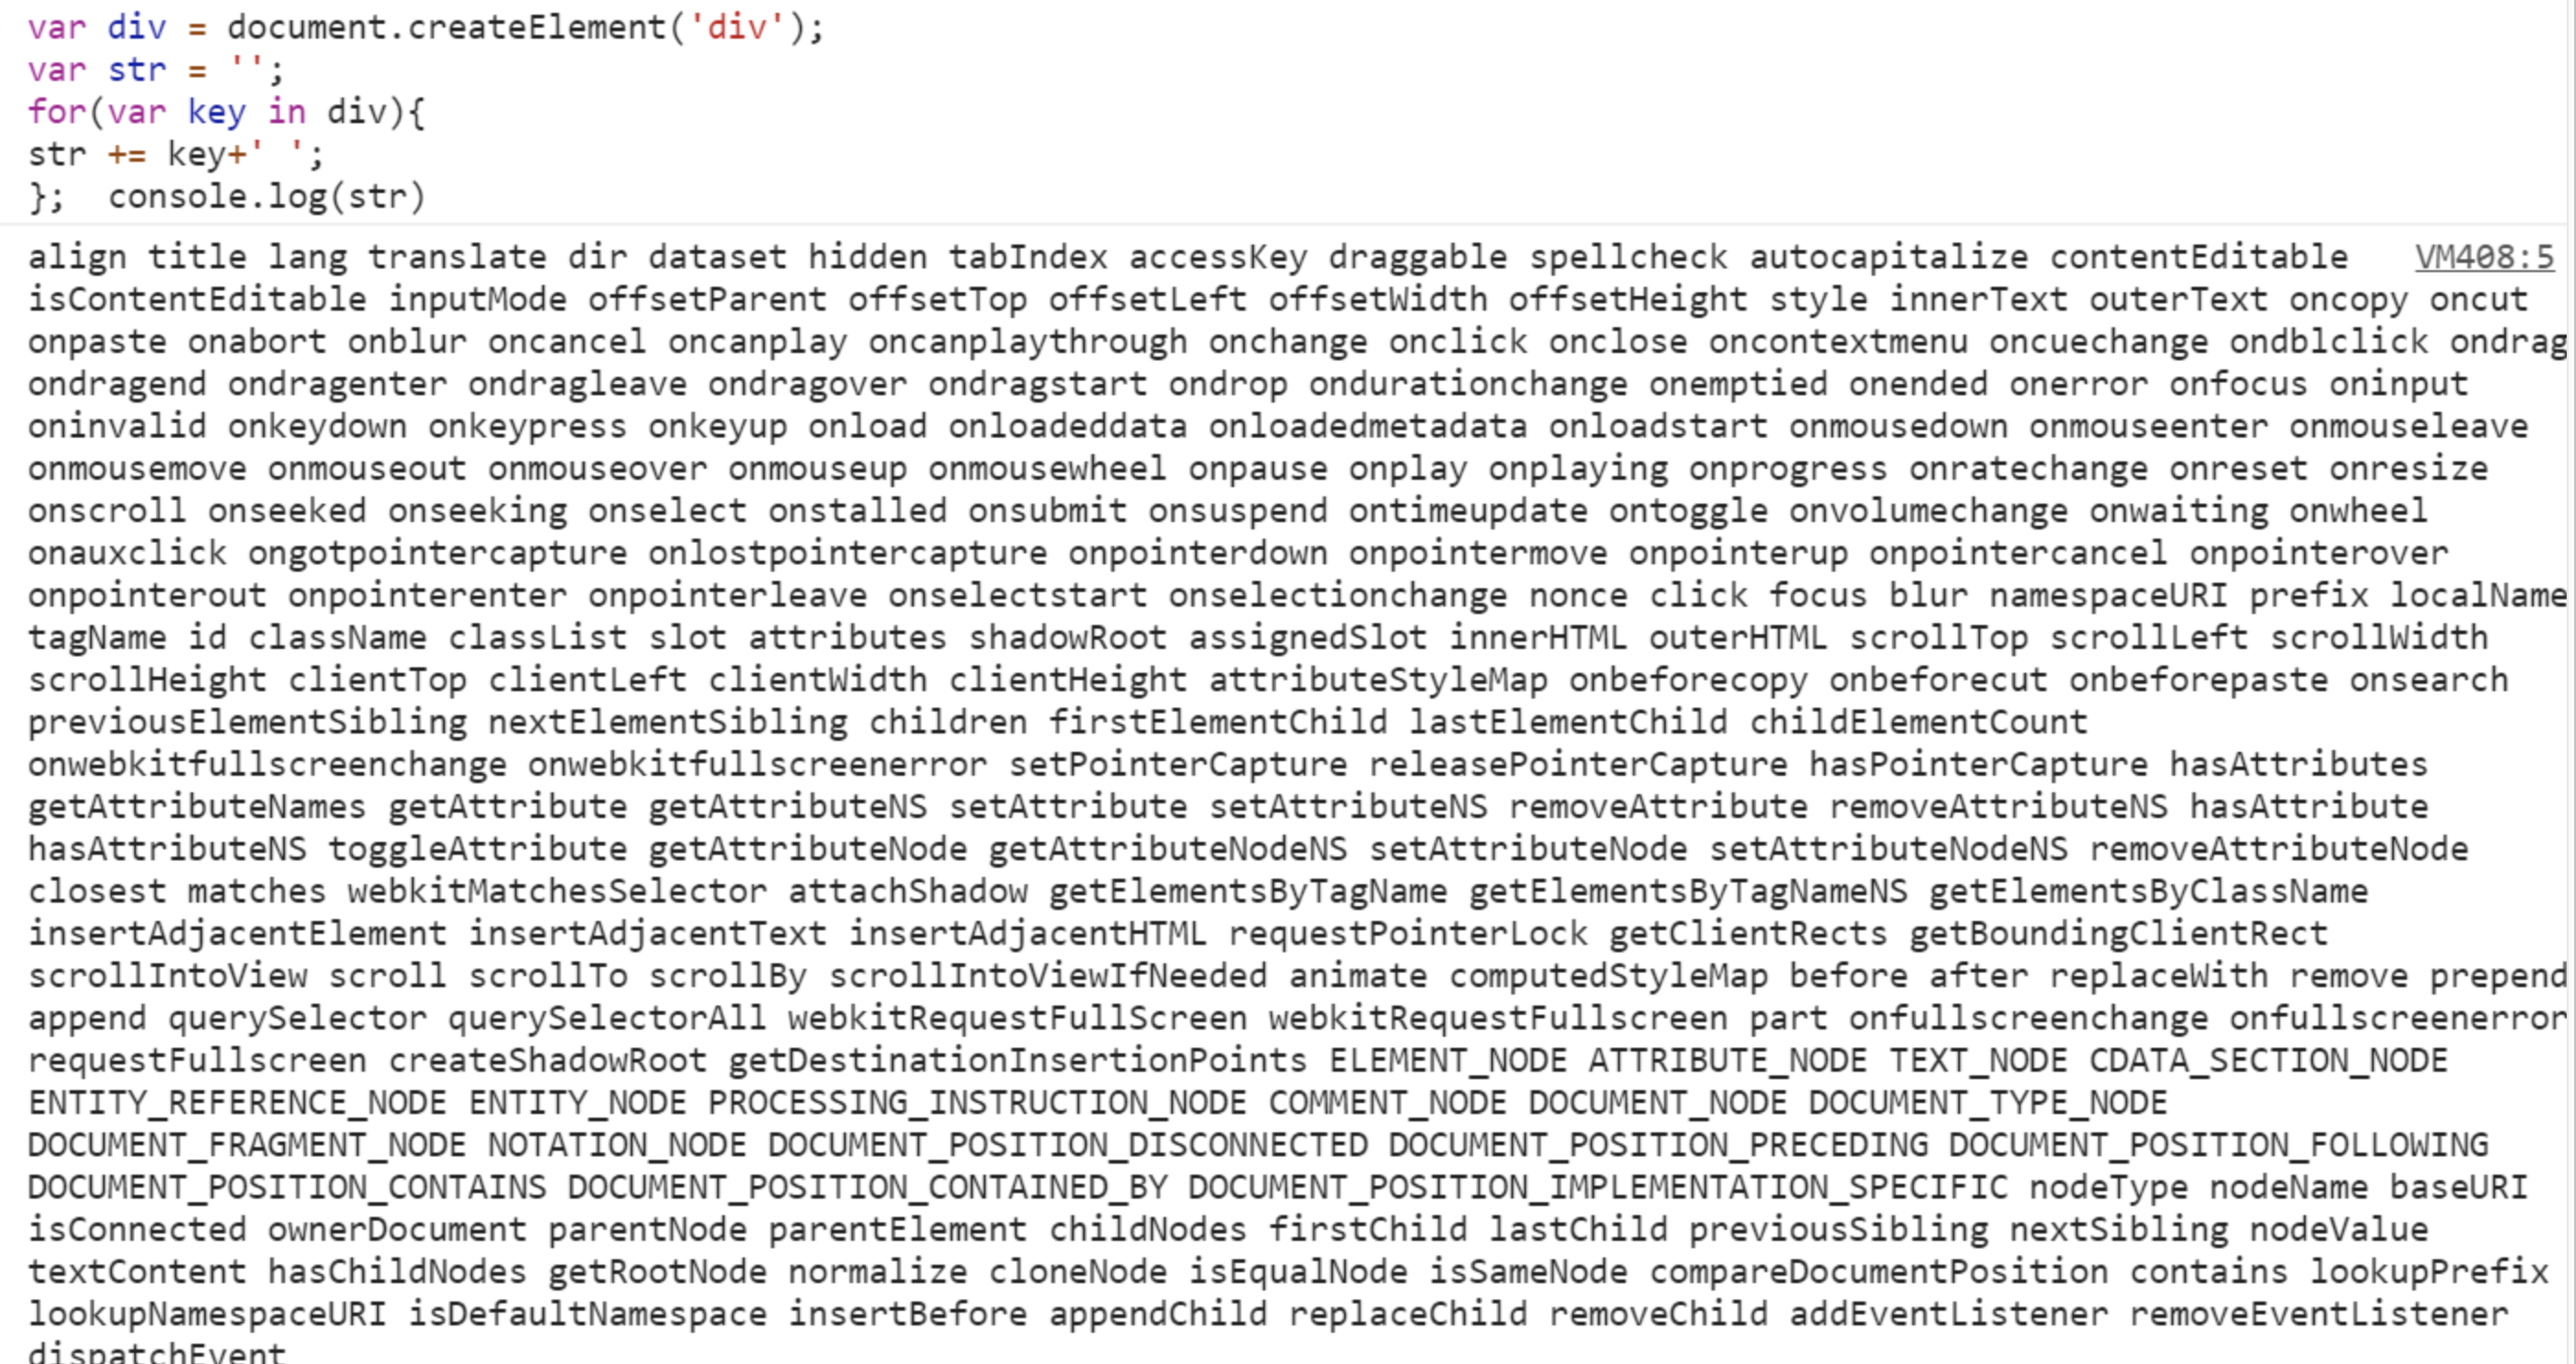 var div = document.createElement('div');
var str = '';
for(var key in div){
str += key+' ';
};  console.log(str)
align title lang translate dir dataset hidden tabIndex accessKey draggable spellcheck autocapitalize contentEditable VM408:5
isContentEditable inputMode offsetParent offsetTop offsetLeft offsetWidth offsetHeight style innerText outerText oncopy oncut
onpaste onabort onblur oncancel oncanplay oncanplaythrough onchange onclick onclose oncontextmenu oncuechange ondblclick ondrag
ondragend ondragenter ondragleave ondragover ondragstart ondrop ondurationchange onemptied onended onerror onfocus oninput
oninvalid onkeydown onkeypress onkeyup onload onloadeddata onloadedmetadata onloadstart onmousedown onmouseenter onmouseleave
onmousemove onmouseout onmouseover onmouseup onmousewheel onpause onplay onplaying onprogress onratechange onreset onresize
onscroll onseeked onseeking onselect onstalled onsubmit onsuspend ontimeupdate ontoggle onvolumechange onwaiting onwheel
onauxclick ongotpointercapture onlostpointercapture onpointerdown onpointermove onpointerup onpointercancel onpointerover
onpointerout onpointerenter onpointerleave onselectstart onselectionchange nonce click focus blur namespaceURI prefix localName
tagName id className classList slot attributes shadowRoot assignedSlot innerHTML outerHTML scrollTop scrollLeft scrollWidth
scrollHeight clientTop clientLeft clientWidth clientHeight attributeStyleMap onbeforecopy onbeforecut onbeforepaste onsearch
previousElementSibling nextElementSibling children firstElementChild lastElementChild childElementCount
onwebkitfullscreenchange onwebkitfullscreenerror setPointerCapture releasePointerCapture hasPointerCapture hasAttributes
getAttributeNames getAttribute getAttributeNS setAttribute setAttributeNS removeAttribute removeAttributeNS hasAttribute
hasAttributeNS toggleAttribute getAttributeNode getAttributeNodeNS setAttributeNode setAttributeNodeNS removeAttributeNode
closest matches webkitMatchesSelector attachShadow getElementsByTagName getElementsByTagNameNS getElementsByClassName
insertAdjacentElement insertAdjacentText insertAdjacentHTML requestPointerLock getClientRects getBoundingClientRect
scrollIntoView scroll scrollTo scrollBy scrollIntoViewIfNeeded animate computedStyleMap before after replaceWith remove prepend
append querySelector querySelectorAll webkitRequestFullScreen webkitRequestFullscreen part onfullscreenchange onfullscreenerror
requestFullscreen createShadowRoot getDestinationInsertionPoints ELEMENT_NODE ATTRIBUTE_NODE TEXT_NODE CDATA_SECTION_NODE
ENTITY_REFERENCE_NODE ENTITY_NODE PROCESSING_INSTRUCTION_NODE COMMENT_NODE DOCUMENT_NODE DOCUMENT_TYPE_NODE
DOCUMENT_FRAGMENT_NODE NOTATION_NODE DOCUMENT_POSITION_DISCONNECTED DOCUMENT_POSITION_PRECEDING DOCUMENT_POSITION_FOLLOWING
DOCUMENT_POSITION_CONTAINS DOCUMENT_POSITION_CONTAINED_BY DOCUMENT_POSITION_IMPLEMENTATION_SPECIFIC nodeType nodeName baseURI
isConnected ownerDocument parentNode parentElement childNodes firstChild lastChild previousSibling nextSibling nodeValue
textContent hasChildNodes getRootNode normalize cloneNode isEqualNode isSameNode compareDocumentPosition contains lookupPrefix
lookupNamespaceURI isDefaultNamespace insertBefore appendChild replaceChild removeChild addEventListener removeEventListener
dispatchEvent